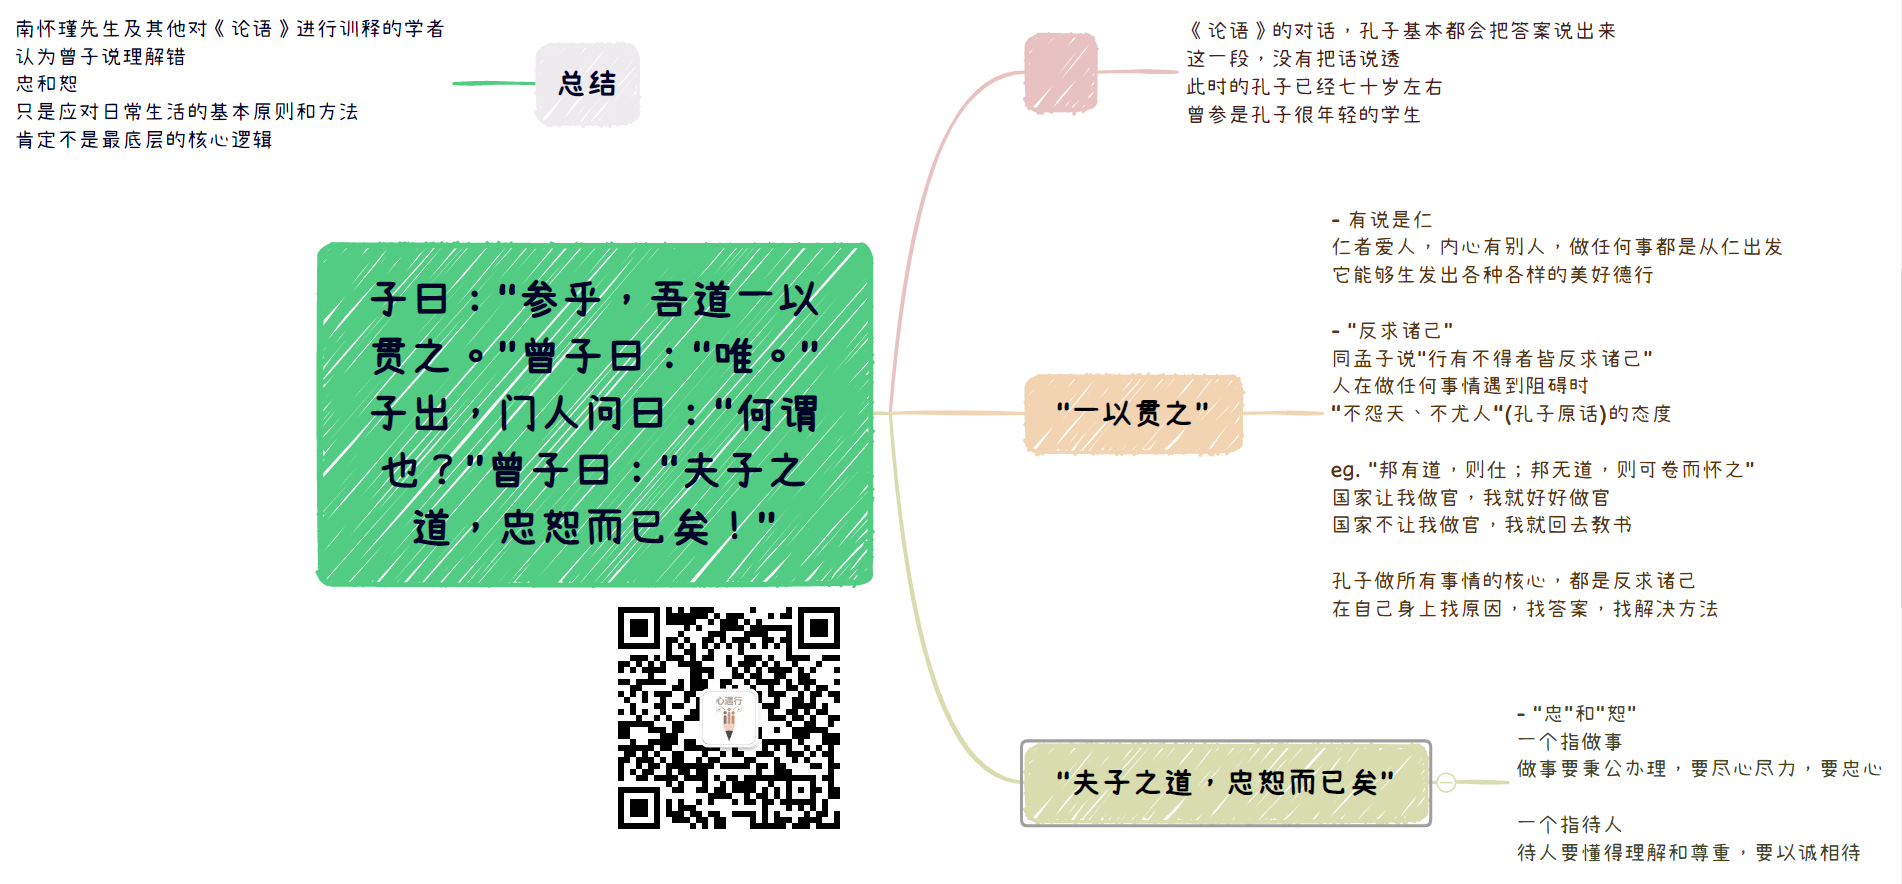 南怀瑾先生及其他对《论语》进行训释的学者
认为曾子说理解错
忠和恕
只是应对日常生活的基本原则和方法
肯定不是最底层的核心逻辑
总结
子曰："参乎，吾道一以
贯之。"曾子曰："唯。"
子出，门人问曰："何谓
也？"曾子曰："夫子之
道，忠恕而已矣！"
心遇行
《论语》的对话，孔子基本都会把答案说出来
这一段，没有把话说透
此时的孔子已经七十岁左右
曾参是孔子很年轻的学生
"一以贯之"
- 有说是仁
仁者爱人，内心有别人，做任何事都是从仁出发
它能够生发出各种各样的美好德行
- "反求诸己"
同孟子说"行有不得者皆反求诸己"
人在做任何事情遇到阻碍时
"不怨天、不尤人"(孔子原话)的态度
eg. "邦有道，则仕；邦无道，则可卷而怀之"
国家让我做官，我就好好做官
国家不让我做官，我就回去教书
孔子做所有事情的核心，都是反求诸己
在自己身上找原因，找答案，找解决方法
"夫子之道，忠恕而已矣"
- "忠"和"恕"
一个指做事
做事要秉公办理，要尽心尽力，要忠心
一个指待人
待人要懂得理解和尊重，要以诚相待